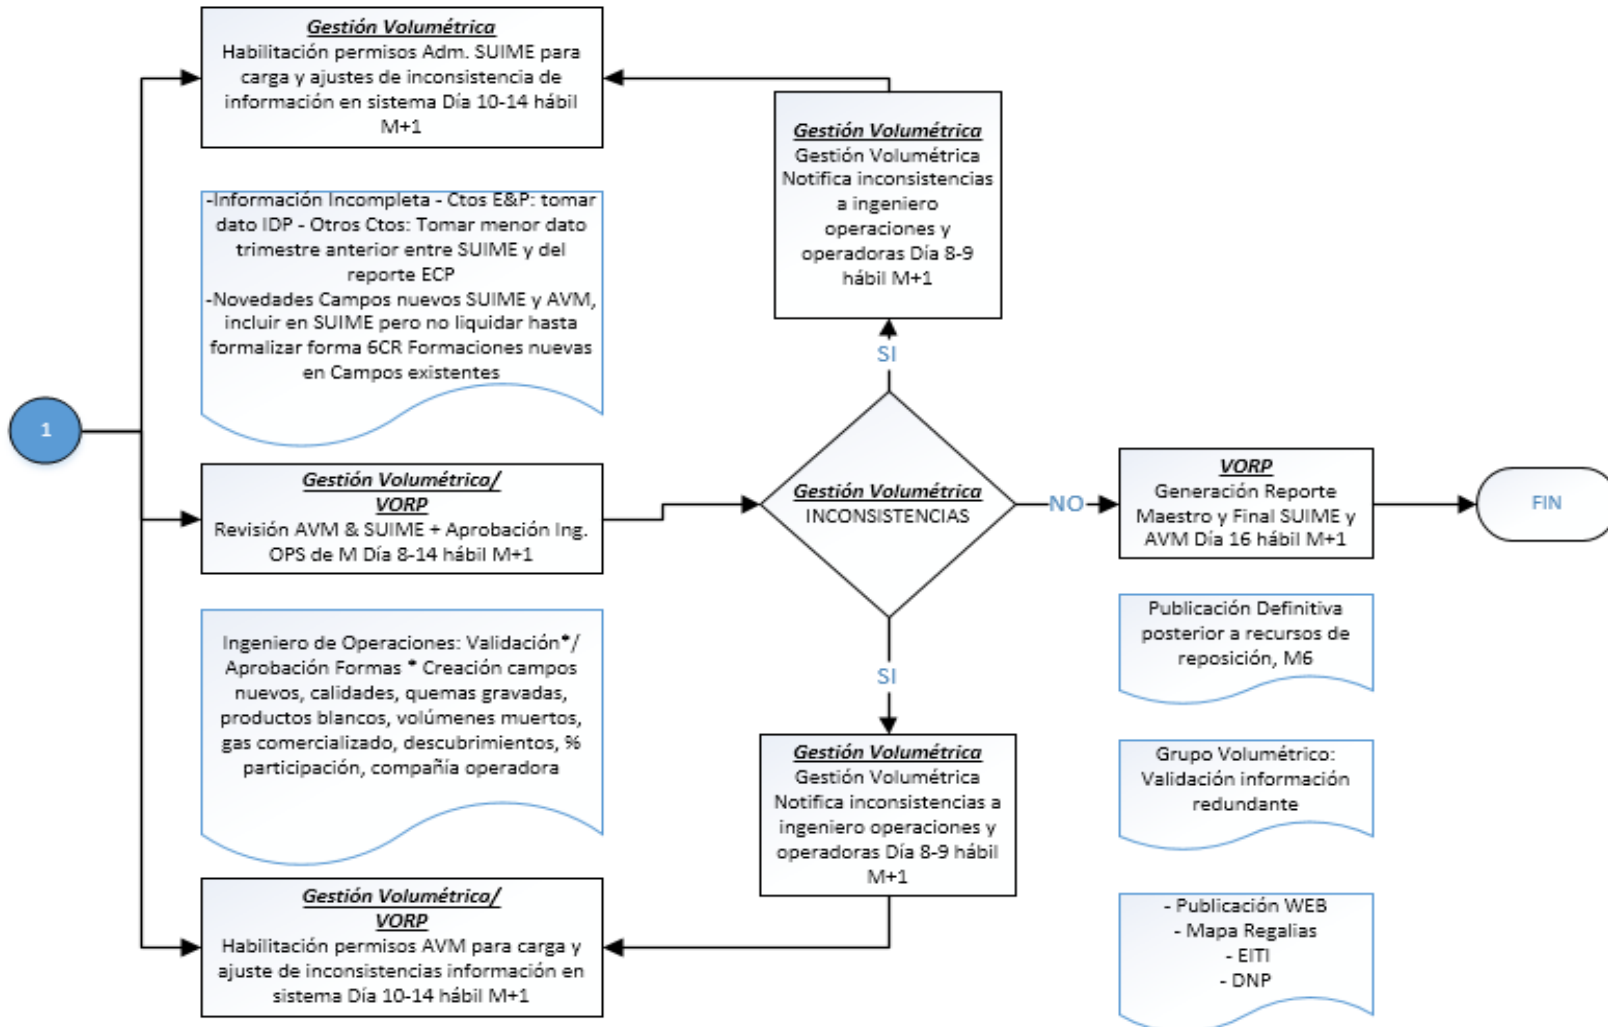 Gestión Volumétrica
Habilitación permisos Adm. SUIME para
carga y ajustes de inconsistencia de
información en sistema Día 10-14 hábil
M+1
Gestión Volumétrica
Gestión Volumétrica
Notifica inconsistencias
a ingeniero
operaciones y
operadoras Día 8-9
hábil M+1
-Información Incompleta - Ctos E&P: tomar
dato IDP - Otros Ctos: Tomar menor dato
trimestre anterior entre SUIME y del
reporte ECP
-Novedades Campos nuevos SUIME y AVM,
incluir en SUIME pero no liquidar hasta
formalizar forma 6CR Formaciones nuevas
en Campos existentes
SI
1
Gestión Volumétrica/
VORP
Revisión AVM & SUIME + Aprobación Ing.
OPS de M Día 8-14 hábil M+1
Gestión Volumétrica
INCONSISTENCIAS
NO
VORP
Generación Reporte
Maestro y Final SUIME y
AVM Día 16 hábil M+1
FIN
Ingeniero de Operaciones: Validación*/
Aprobación Formas * Creación campos
nuevos, calidades, quemas gravadas,
productos blancos, volúmenes muertos,
gas comercializado, descubrimientos, %
participación, compañía operadora
SI
Publicación Definitiva
posterior a recursos de
reposición, M6
Gestión Volumétrica
Gestión Volumétrica
Notifica inconsistencias a
ingeniero operaciones y
operadoras Día 8-9 hábil
M+1
Grupo Volumétrico:
Validación información
redundante
Gestión Volumétrica/
VORP
Habilitación permisos AVM para carga y
ajuste de inconsistencias información en
sistema Día 10-14 hábil M+1
- Publicación WEB
- Mapa Regalias
- EITI
- DNP